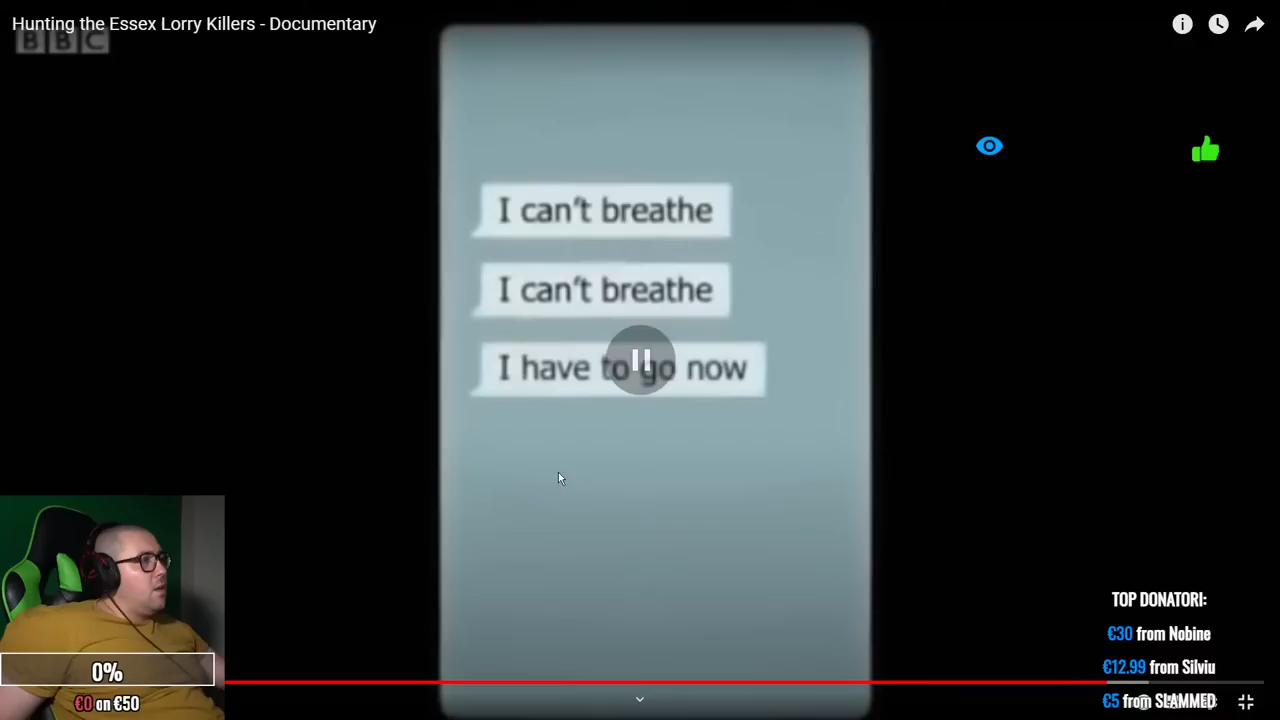 Hunting the Essex Lorry Killers - Documentary
BBC
I can't breathe
I can't breathe
I have to go now
TOP DONATORI:
€30 from Nobine
€12.99 from Silviu
€5 from SLAMMED
0%
€0 an €50